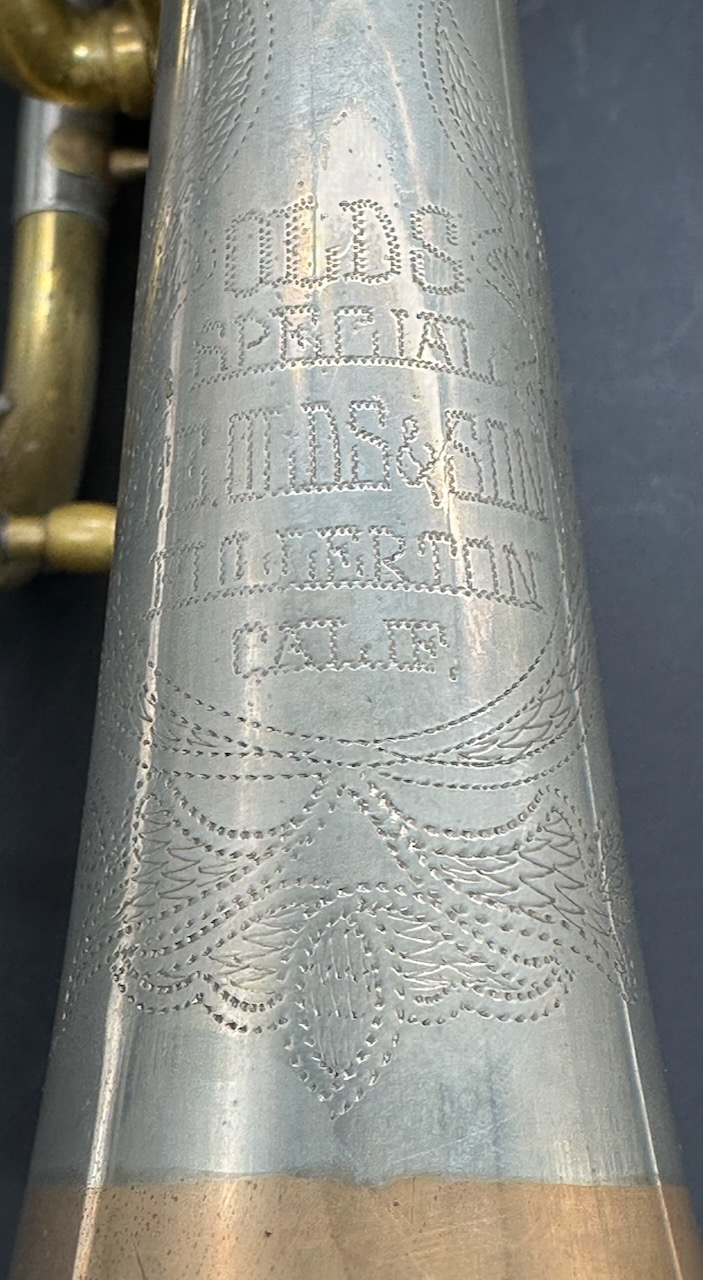 OLDS
SPECIAL
F.E.OLDS&SON
FULLERTON
CALIF.